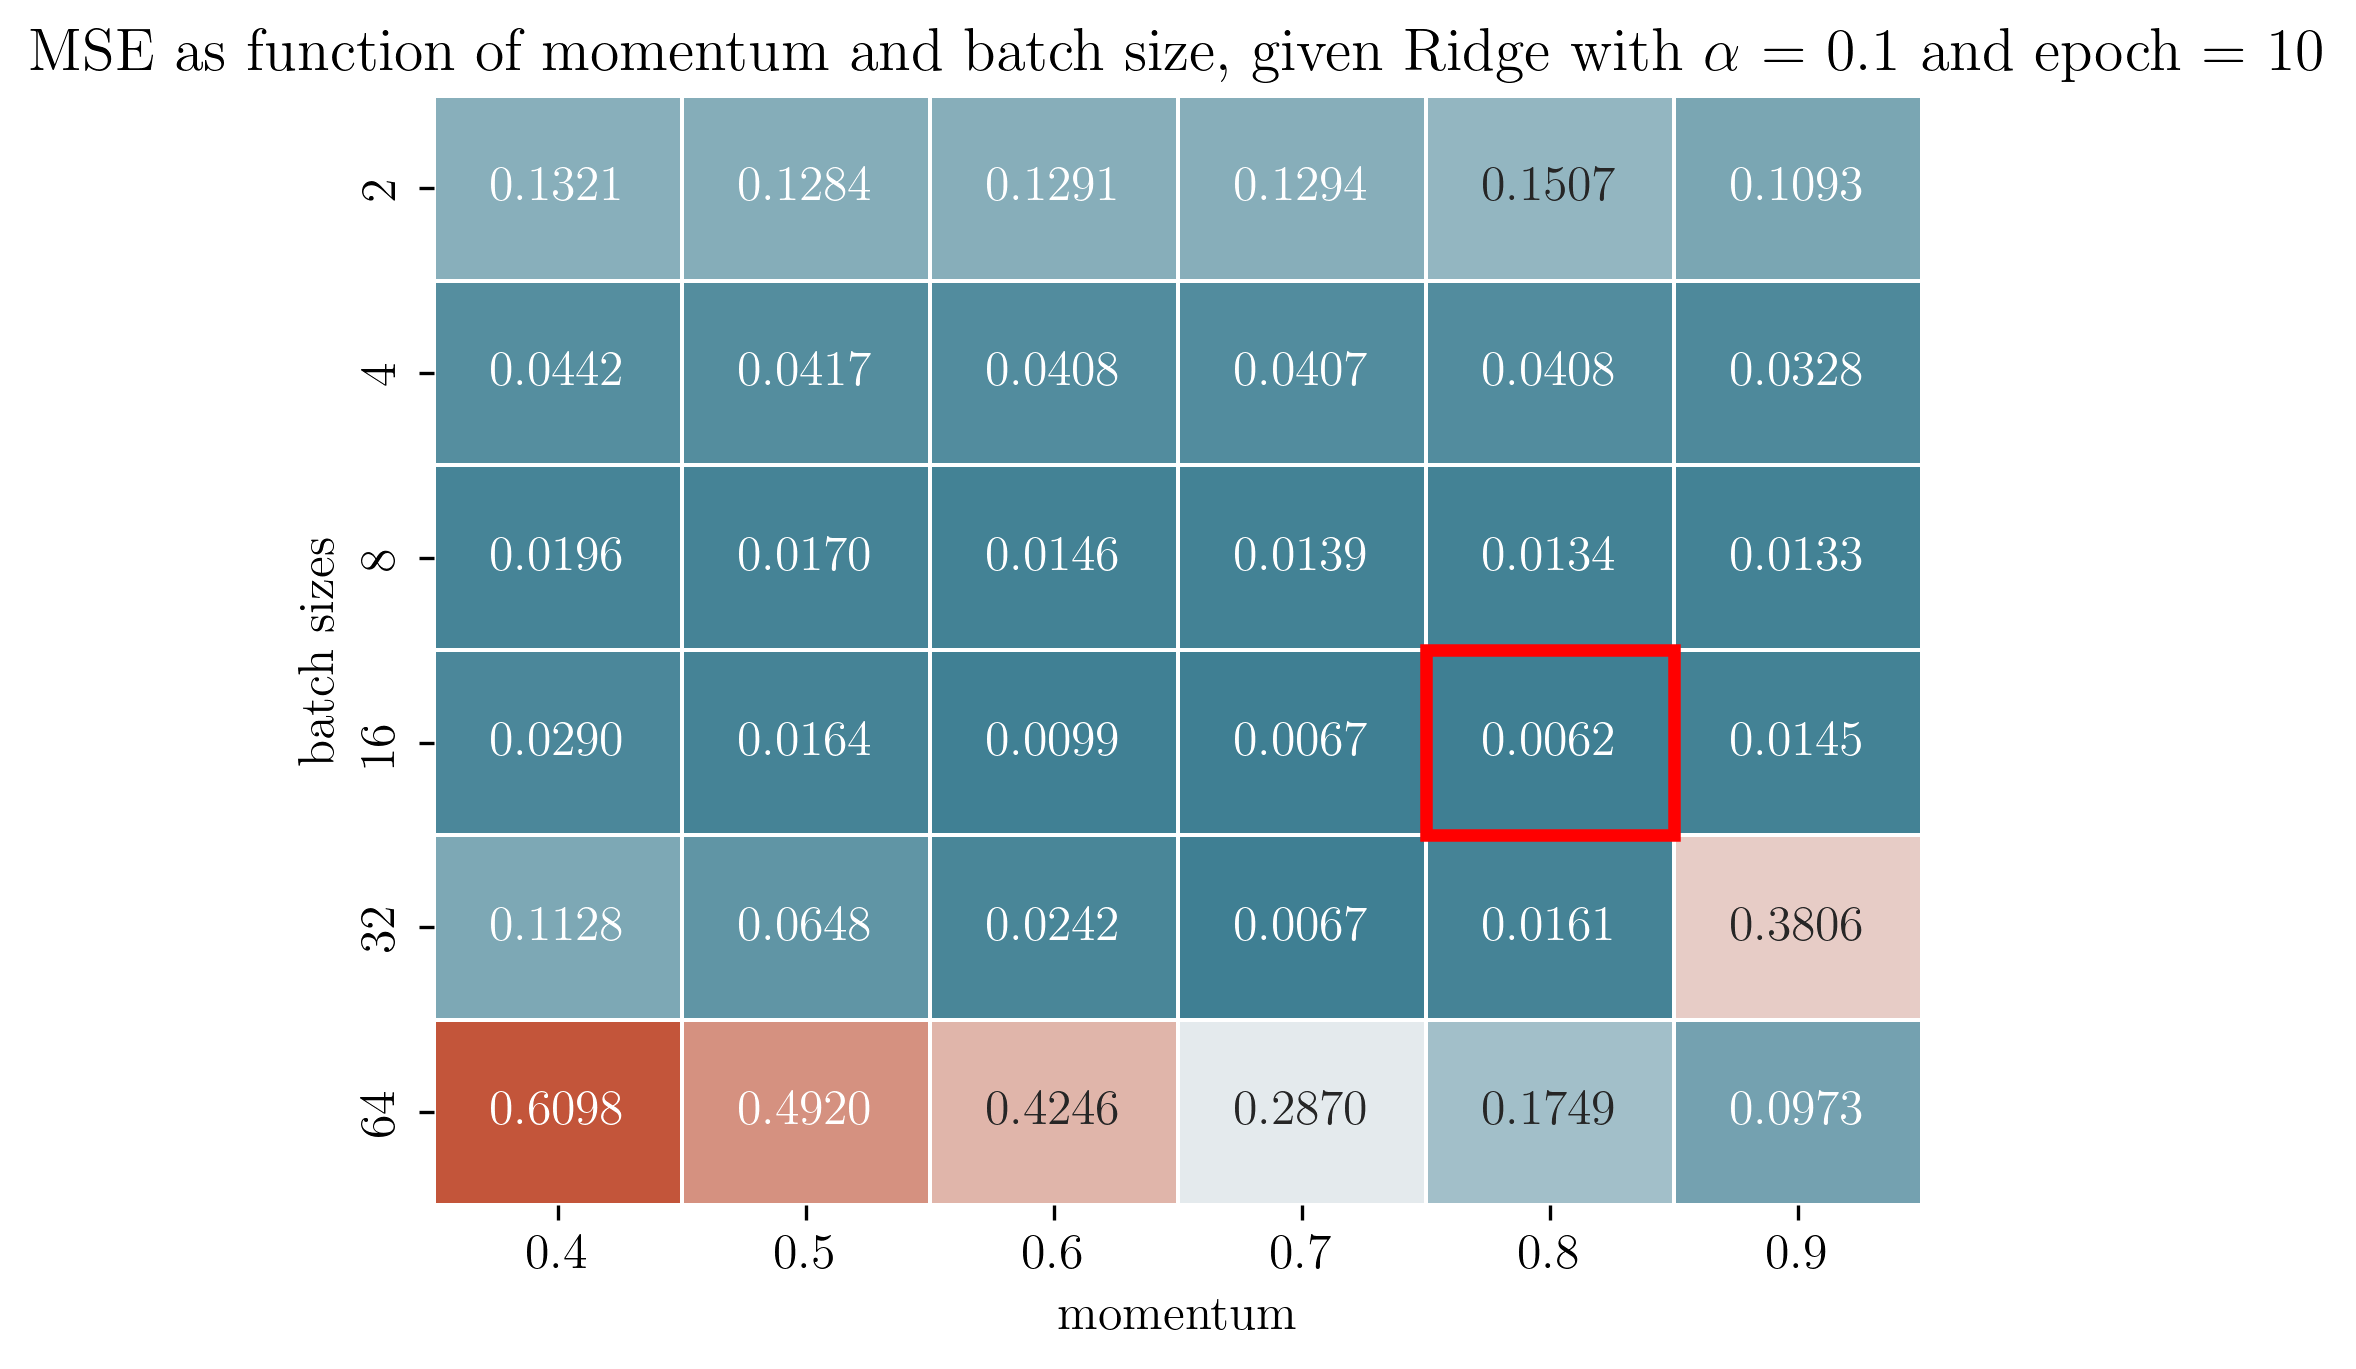 MSE as function of momentum and batch size, given Ridge with α = 0.1 and epoch = 10
batch sizes
2 0.1321 0.1284 0.1291 0.1294 0.1507 0.1093
4 0.0442 0.0417 0.0408 0.0407 0.0408 0.0328
8 0.0196 0.0170 0.0146 0.0139 0.0134 0.0133
16 0.0290 0.0164 0.0099 0.0067 0.0062 0.0145
32 0.1128 0.0648 0.0242 0.0067 0.0161 0.3806
64 0.6098 0.4920 0.4246 0.2870 0.1749 0.0973
0.4 0.5 0.6 0.7 0.8 0.9
momentum